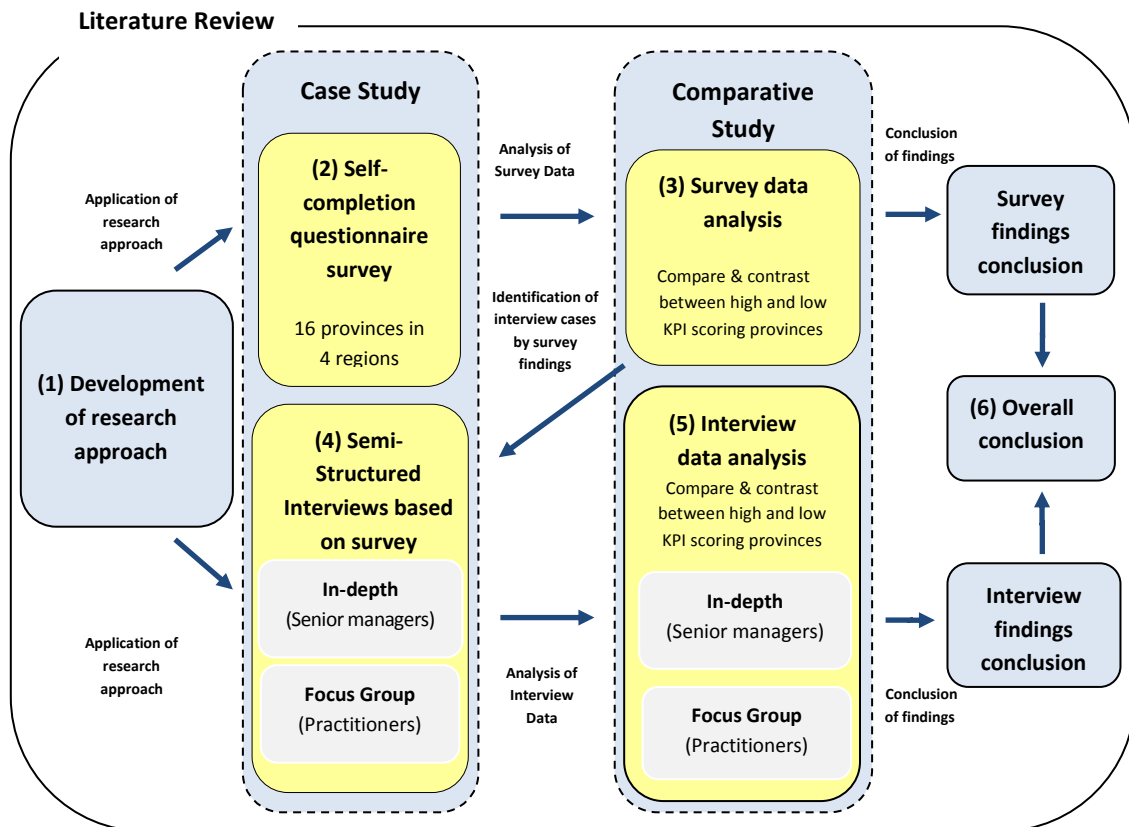 Literature Review
Case Study
Comparative
Study
Application of
research
approach
(1) Development
of research
approach
Application of
research
approach
(2) Self-
completion
questionnaire
survey
16 provinces in
4 regions
Analysis of
Survey Data
(3) Survey data
analysis
Compare & contrast
between high and low
KPI scoring provinces
Identification of
interview cases
by survey
findings
(4) Semi-
Structured
Interviews based
on survey
In-depth
(Senior managers)
Focus Group
(Practitioners)
Analysis of
Interview
Data
(5) Interview
data analysis
Compare & contrast
between high and low
KPI scoring provinces
In-depth
(Senior managers)
Focus Group
(Practitioners)
Conclusion
of findings
Survey
findings
conclusion
(6) Overall
conclusion
Interview
findings
conclusion
Conclusion
of findings